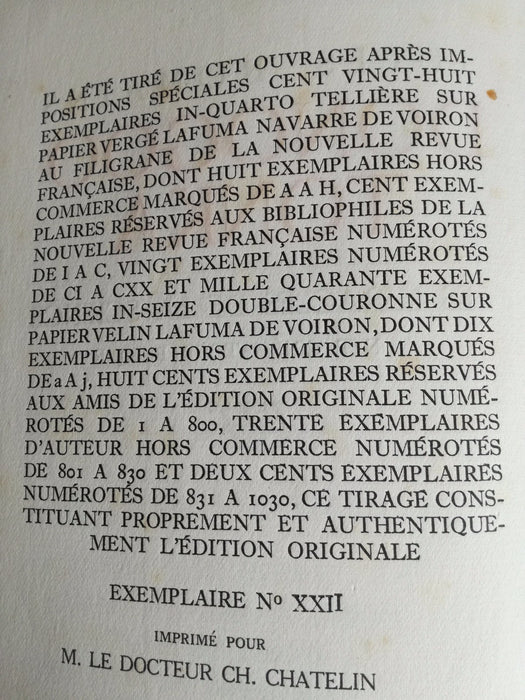 IL A ÉTÉ TIRÉ DE CET OUVRAGE APRÈS IM-
POSITIONS SPÉCIALES CENT VINGT-HUIT
EXEMPLAIRES IN-QUARTO TELLIÈRE SUR
PAPIER VERGÉ LAFUMA NAVARRE DE VOIRON
AU FILIGRANE DE LA NOUVELLE REVUE
FRANÇAISE, DONT HUIT EXEMPLAIRES HORS
COMMERCE MARQUÉS DE A A H, CENT EXEM-
PLAIRES RÉSERVÉS AUX BIBLIOPHILES DE LA
NOUVELLE REVUE FRANÇAISE NUMÉROTÉS
DE I A C, VINGT EXEMPLAIRES NUMÉROTÉS
DE CI A CXX ET MILLE QUARANTE EXEM-
PLAIRES IN-SEIZE DOUBLE-COURONNE SUR
PAPIER VELIN LAFUMA DE VOIRON, DONT DIX
EXEMPLAIRES HORS COMMERCE MARQUÉS
DE a A j, HUIT CENTS EXEMPLAIRES RÉSERVÉS
AUX AMIS DE L'ÉDITION ORIGINALE NUMÉ-
ROTÉS DE 1 A 800, TRENTE EXEMPLAIRES
D'AUTEUR HORS COMMERCE NUMÉROTÉS
DE 801 A 830 ET DEUX CENTS EXEMPLAIRES
NUMÉROTÉS DE 831 A 1030, CE TIRAGE CONS-
TITUANT PROPREMENT ET AUTHENTIQUE-
MENT L'ÉDITION ORIGINALE
EXEMPLAIRE Nº XXII
IMPRIMÉ POUR
M. LE DOCTEUR CH. CHATELIN